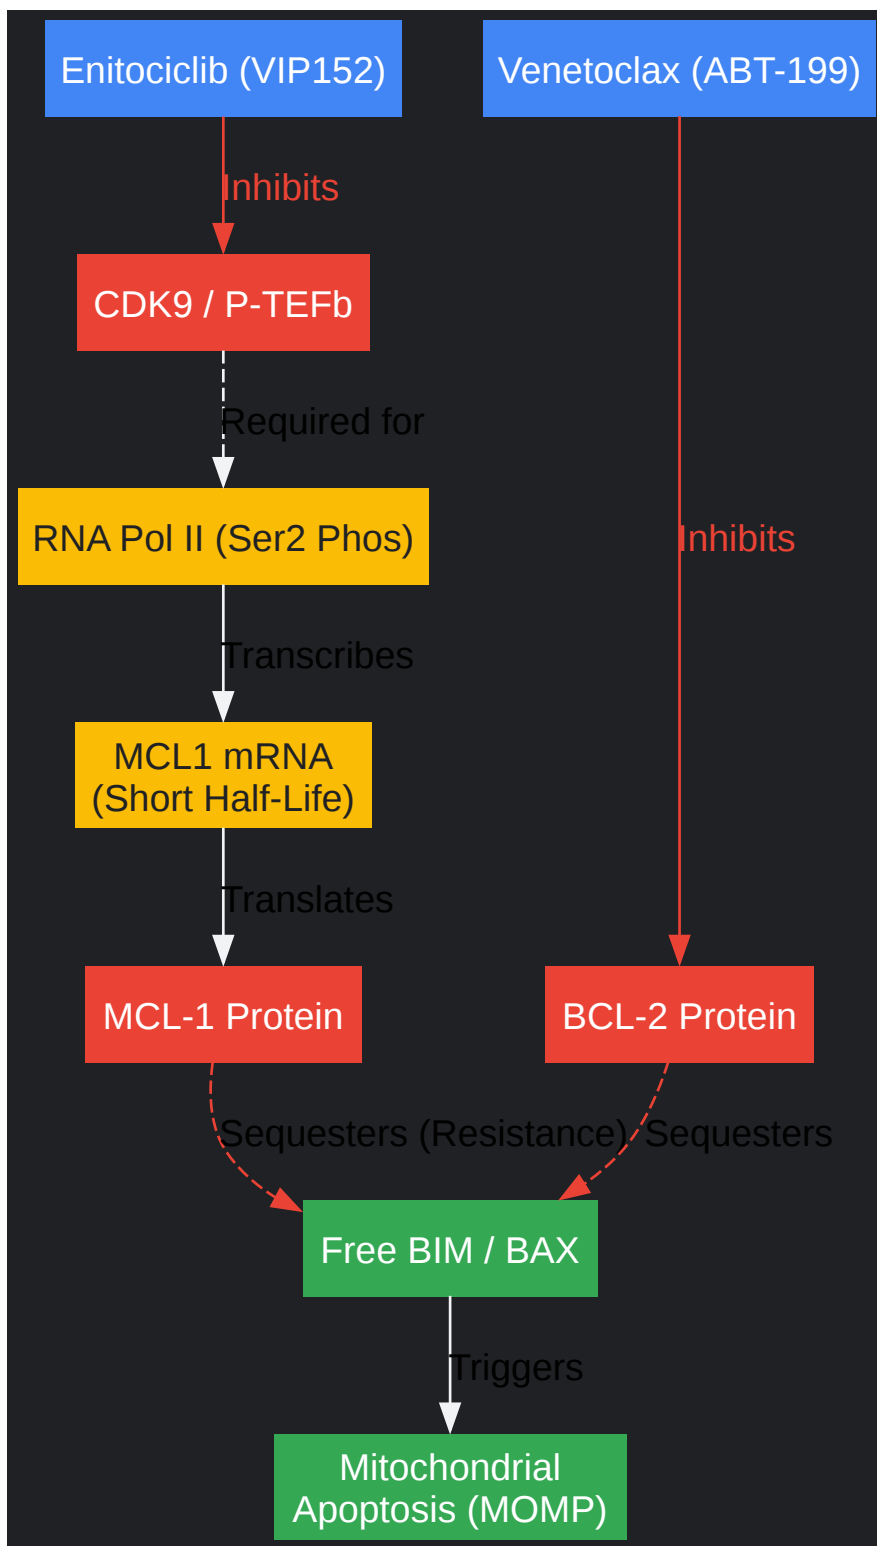 Enitociclib (VIP152)
Venetoclax (ABT-199)
Inhibits
CDK9 / P-TEFb
Required for
RNA Pol II (Ser2 Phos)
Inhibits
Transcribes
MCL1 mRNA
(Short Half-Life)
Translates
MCL-1 Protein
BCL-2 Protein
Sequesters (Resistance)
Sequesters
Free BIM / BAX
Triggers
Mitochondrial
Apoptosis (MOMP)